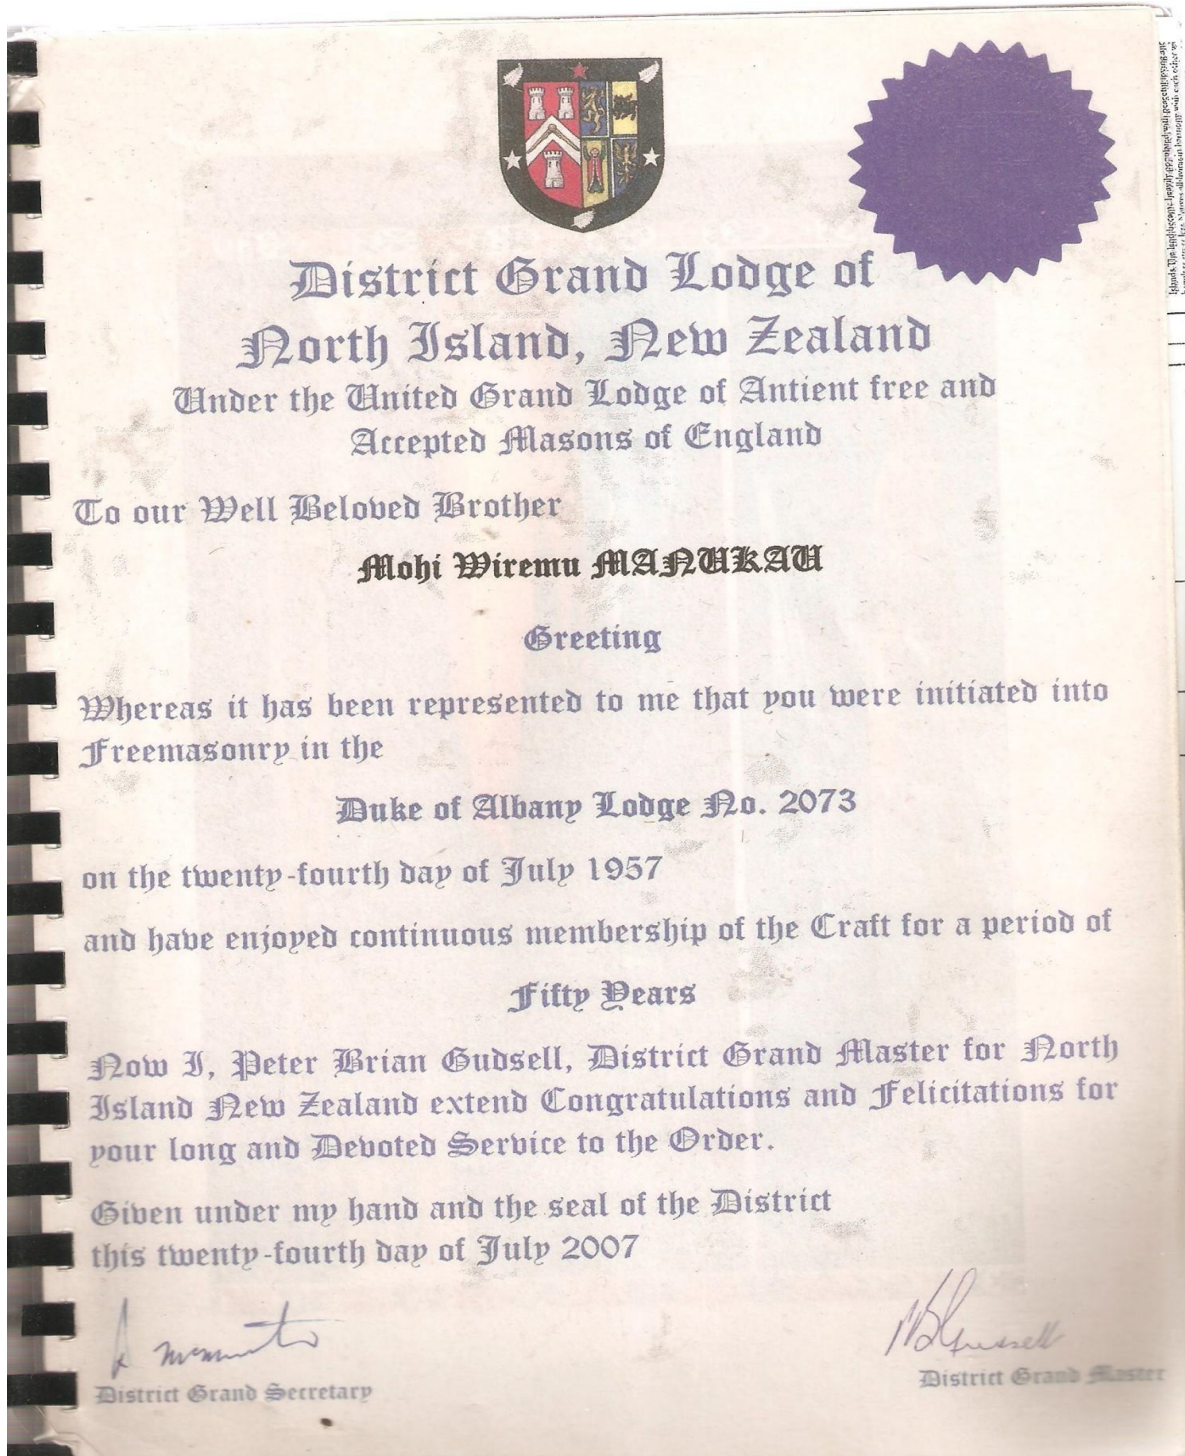 District Grand Lodge of
North Island, New Zealand
Under the United Grand Lodge of Antient free and
Accepted Masons of England
To our Well Beloved Brother
Mohi Wiremu MANUKAU
Greeting
Whereas it has been represented to me that you were initiated into
Freemasonry in the
Duke of Albany Lodge No. 2073
on the twenty-fourth day of July 1957
and have enjoyed continuous membership of the Craft for a period of
Fifty Years
Now I, Peter Brian Gudsell, District Grand Master for North
Island New Zealand extend Congratulations and Felicitations for
your long and Devoted Service to the Order.
Given under my hand and the seal of the District
this twenty-fourth day of July 2007
District Grand Secretary
District Grand Master